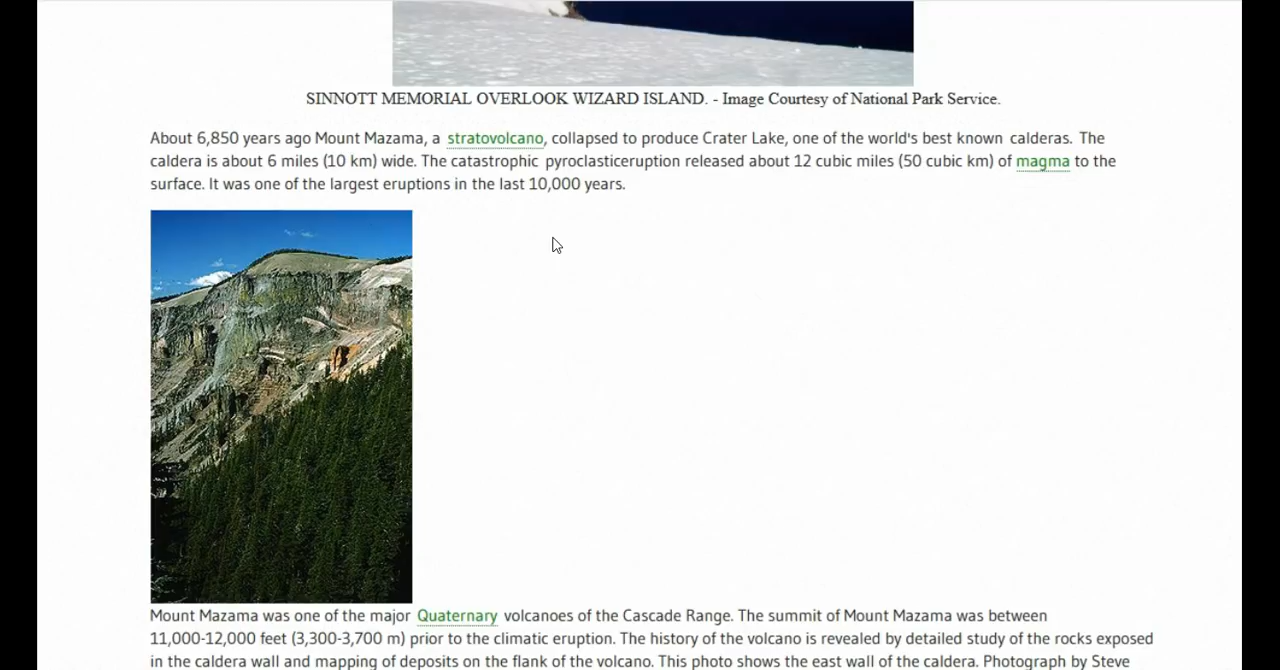 SINNOTT MEMORIAL OVERLOOK WIZARD ISLAND. - Image Courtesy of National Park Service.
About 6,850 years ago Mount Mazama, a stratovolcano, collapsed to produce Crater Lake, one of the world's best known calderas. The
caldera is about 6 miles (10 km) wide. The catastrophic pyroclasticeruption released about 12 cubic miles (50 cubic km) of magma to the
surface. It was one of the largest eruptions in the last 10,000 years.
Mount Mazama was one of the major Quaternary volcanoes of the Cascade Range. The summit of Mount Mazama was between
11,000-12,000 feet (3,300-3,700 m) prior to the climatic eruption. The history of the volcano is revealed by detailed study of the rocks exposed
in the caldera wall and mapping of deposits on the flank of the volcano. This photo shows the east wall of the caldera. Photograph by Steve